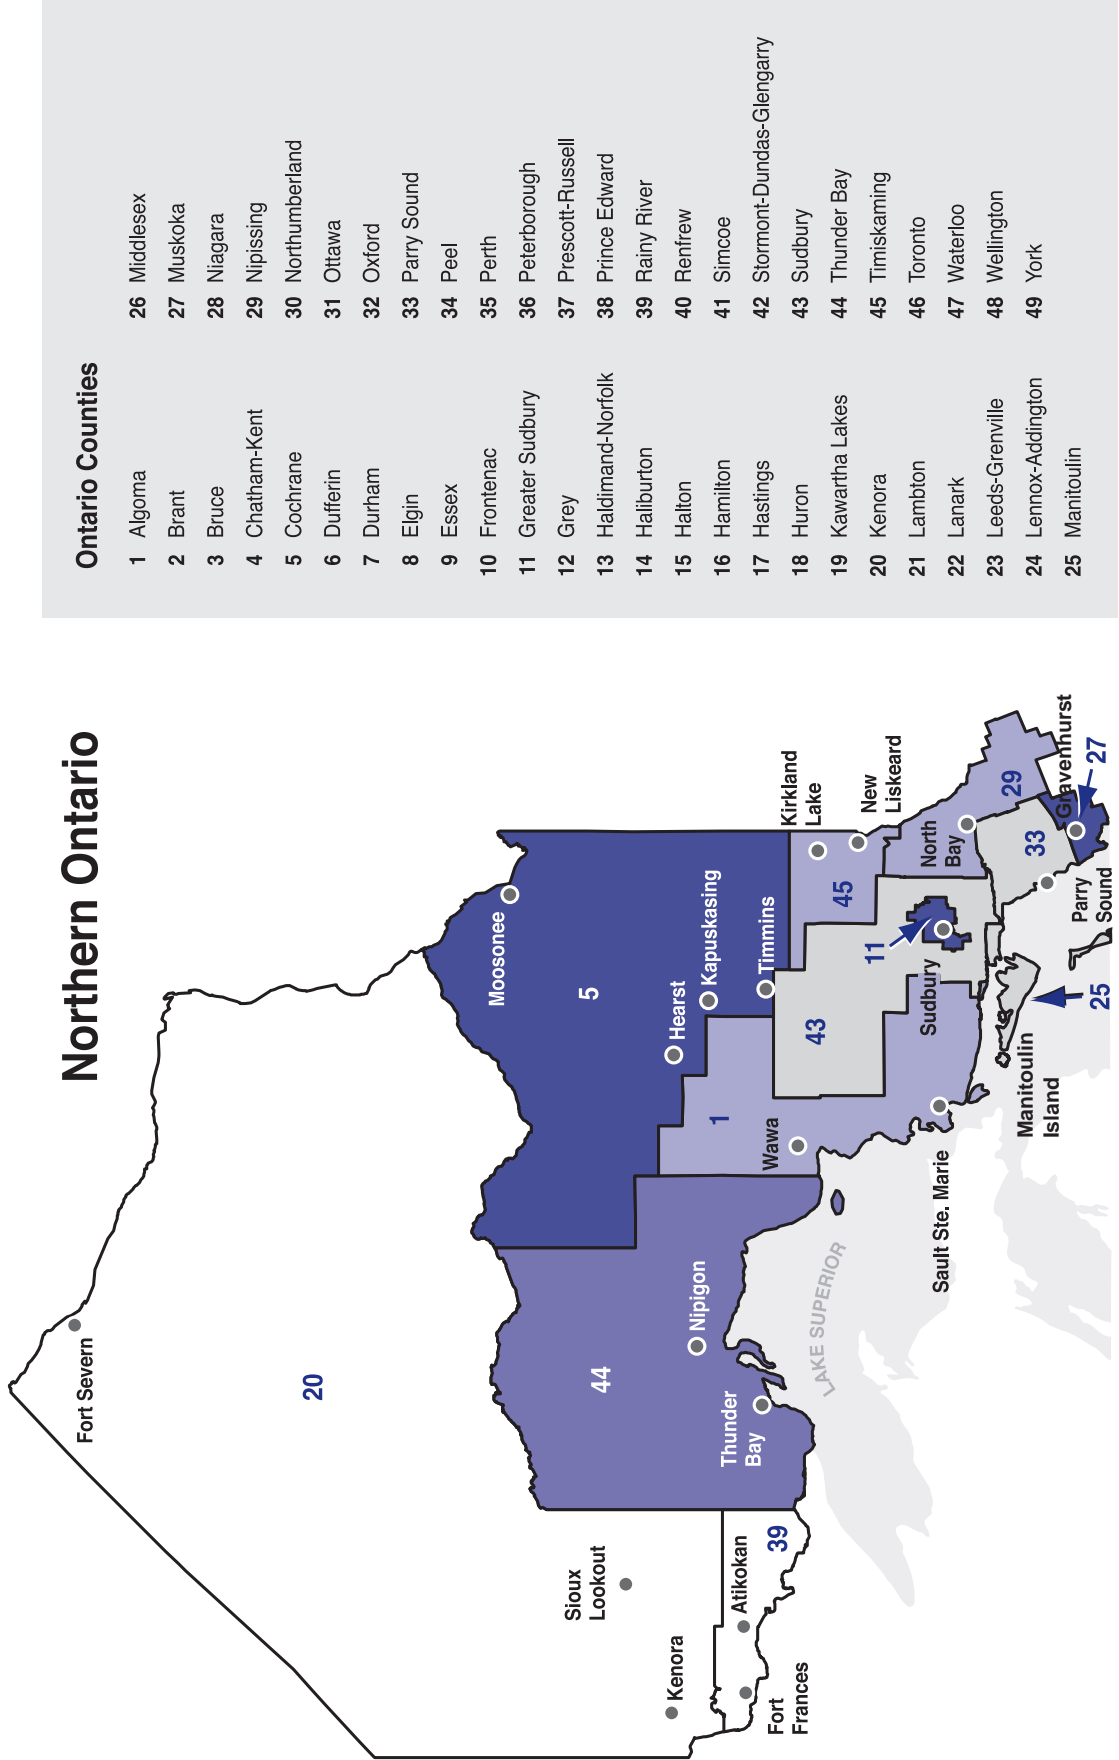 Northern Ontario
Fort Severn
20
Moosonee
5
Hearst
Kapuskasing
Timmins
Kirkland
Lake
New
Liskeard
45
43
1
Wawa
44
Nipigon
Thunder
Bay
Sioux
Lookout
Kenora
Atikokan
39
Fort
Frances
LAKE SUPERIOR
Sault Ste. Marie
Sudbury
11
North
Bay
29
33
Gravenhurst
27
Parry
Sound
25
Manitoulin
Island
Ontario Counties
1 Algoma
2 Brant
3 Bruce
4 Chatham-Kent
5 Cochrane
6 Dufferin
7 Durham
8 Elgin
9 Essex
10 Frontenac
11 Greater Sudbury
12 Grey
13 Haldimand-Norfolk
14 Haliburton
15 Halton
16 Hamilton
17 Hastings
18 Huron
19 Kawartha Lakes
20 Kenora
21 Lambton
22 Lanark
23 Leeds-Grenville
24 Lennox-Addington
25 Manitoulin
26 Middlesex
27 Muskoka
28 Niagara
29 Nipissing
30 Northumberland
31 Ottawa
32 Oxford
33 Parry Sound
34 Peel
35 Perth
36 Peterborough
37 Prescott-Russell
38 Prince Edward
39 Rainy River
40 Renfrew
41 Simcoe
42 Stormont-Dundas-Glengarry
43 Sudbury
44 Thunder Bay
45 Timiskaming
46 Toronto
47 Waterloo
48 Wellington
49 York